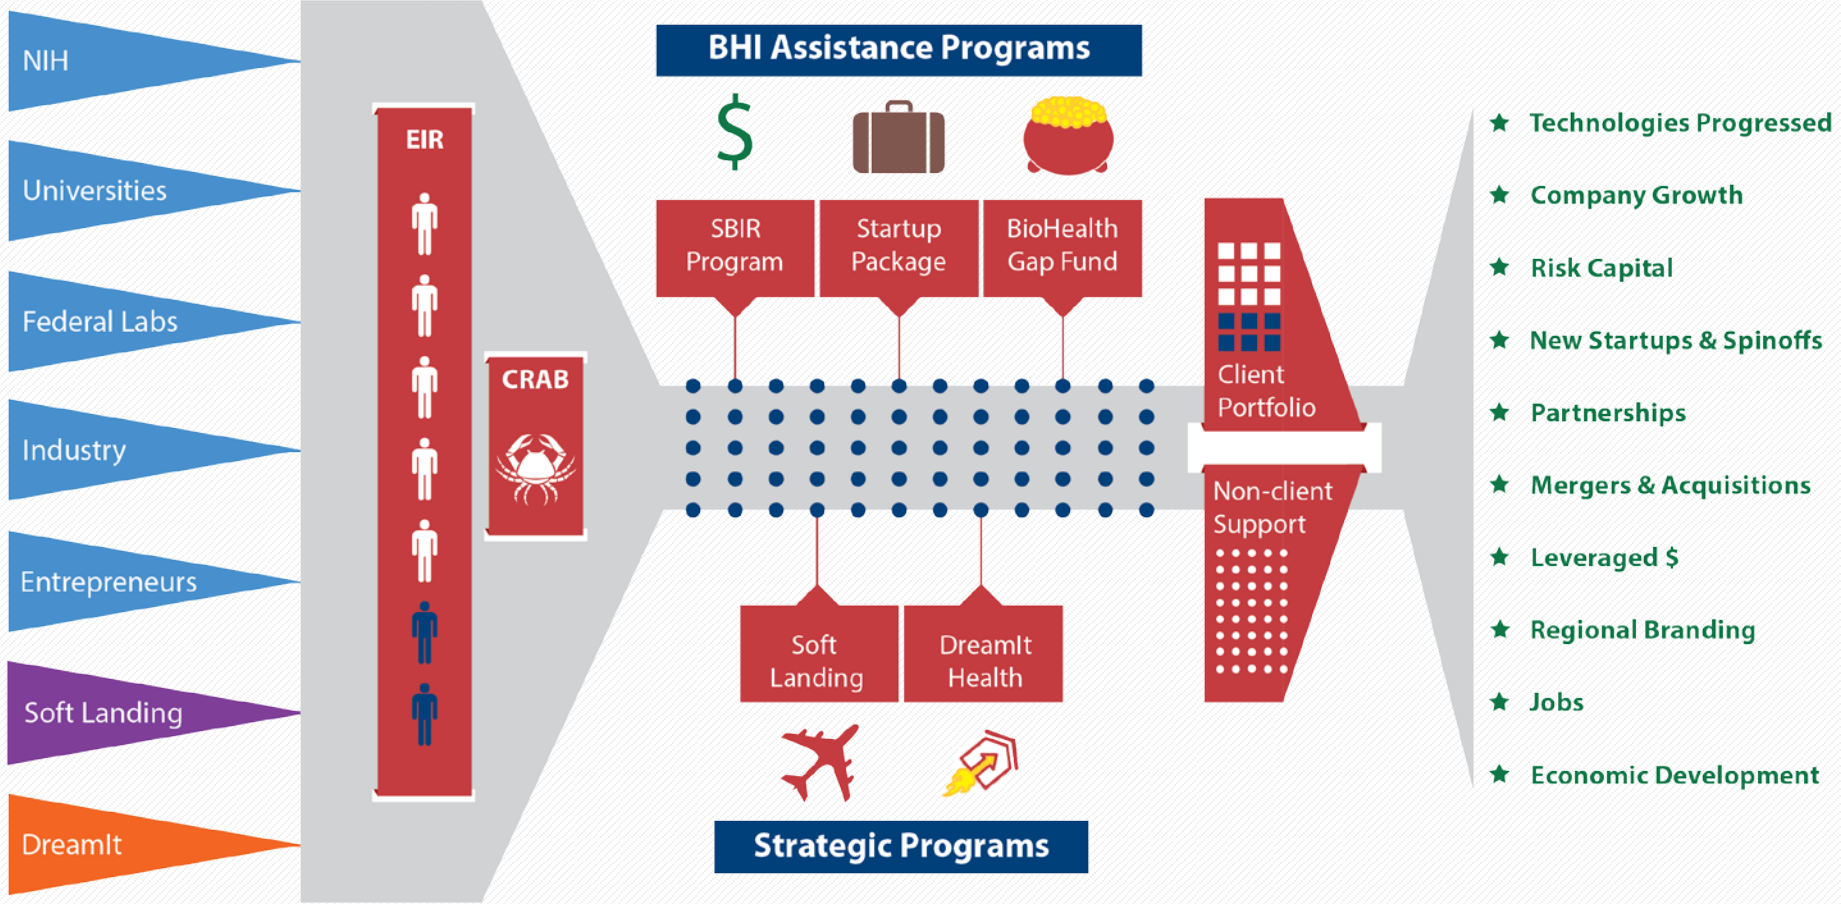 NIH
Universities
Federal Labs
Industry
Entrepreneurs
Soft Landing
DreamIt
EIR
CRAB
BHI Assistance Programs
$
SBIR
Program
Startup
Package
BioHealth
Gap Fund
Soft
Landing
DreamIt
Health
Strategic Programs
Client
Portfolio
Non-client
Support
Technologies Progressed
Company Growth
Risk Capital
New Startups & Spinoffs
Partnerships
Mergers & Acquisitions
Leveraged $
Regional Branding
Jobs
Economic Development